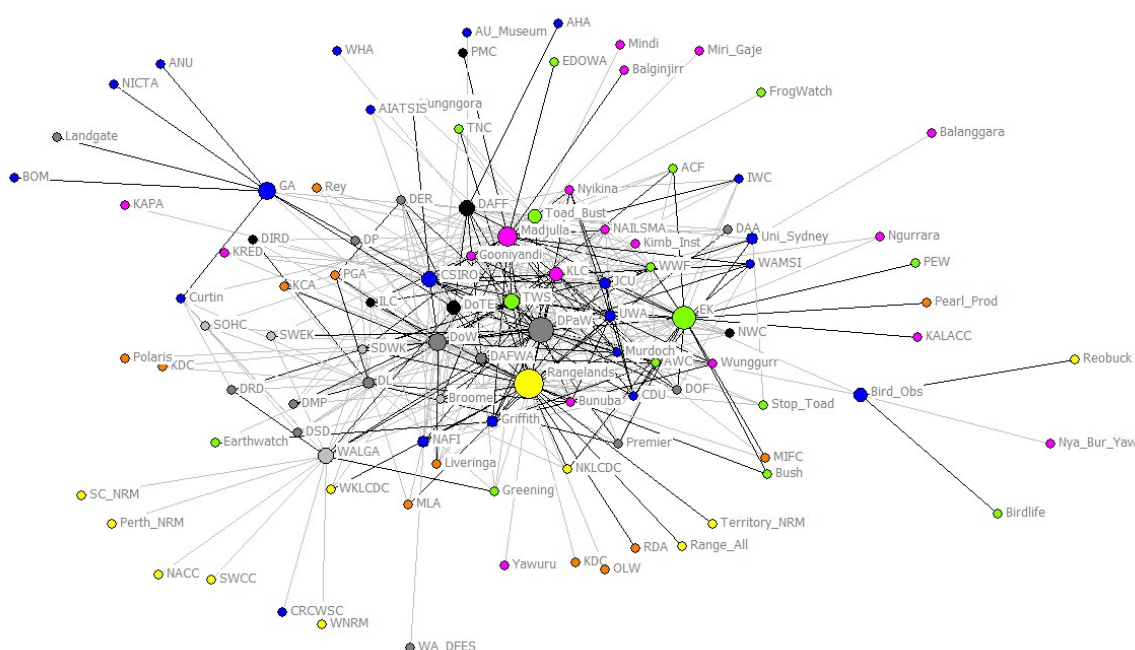 AHA
AU_Museum
Mindi
WHA
PMC
Miri_Gaje
ANU
EDOWA
Balginjirr
NICTA
FrogWatch
AIATSIS
TNC
Landgate
Balanggara
ACF
BOM
GA
Rey
Nyikina
IWC
DER
KAPA
DAFF
Toad_Bust
NAILSMA
DAA
Madjulla
Uni_Sydney
Ngurrara
DIRD
DP
Kimb_Inst
KRED
Gooniyandi
WAMSI
PEW
PGA
CSIRO
KLC
WWF
KCA
JCU
Curtin
ILC
DoTE
TWS
Pearl_Prod
UWA
EK
SOHC
DPaW
NWC
KALACC
SWEK
DoW
SDWK
Murdoch
Polaris
DAFWA
AWC
Wunggurr
Reobuck
KDC
DL
Rangelands
DRD
DOF
Bird_Obs
DMP
Broome
Bunuba
CDU
Stop_Toad
Griffith
DSD
Earthwatch
NAFI
Premier
Nya_Bur_Yaw
WALGA
Liveringa
MIFC
NKLCDC
Bush
SC_NRM
WKLCDC
Greening
MLA
Birdlife
Perth_NRM
Territory_NRM
Range_All
RDA
Yawuru
KDC
OLW
NACC
SWCC
CRCWSC
WNRM
WA_DFES